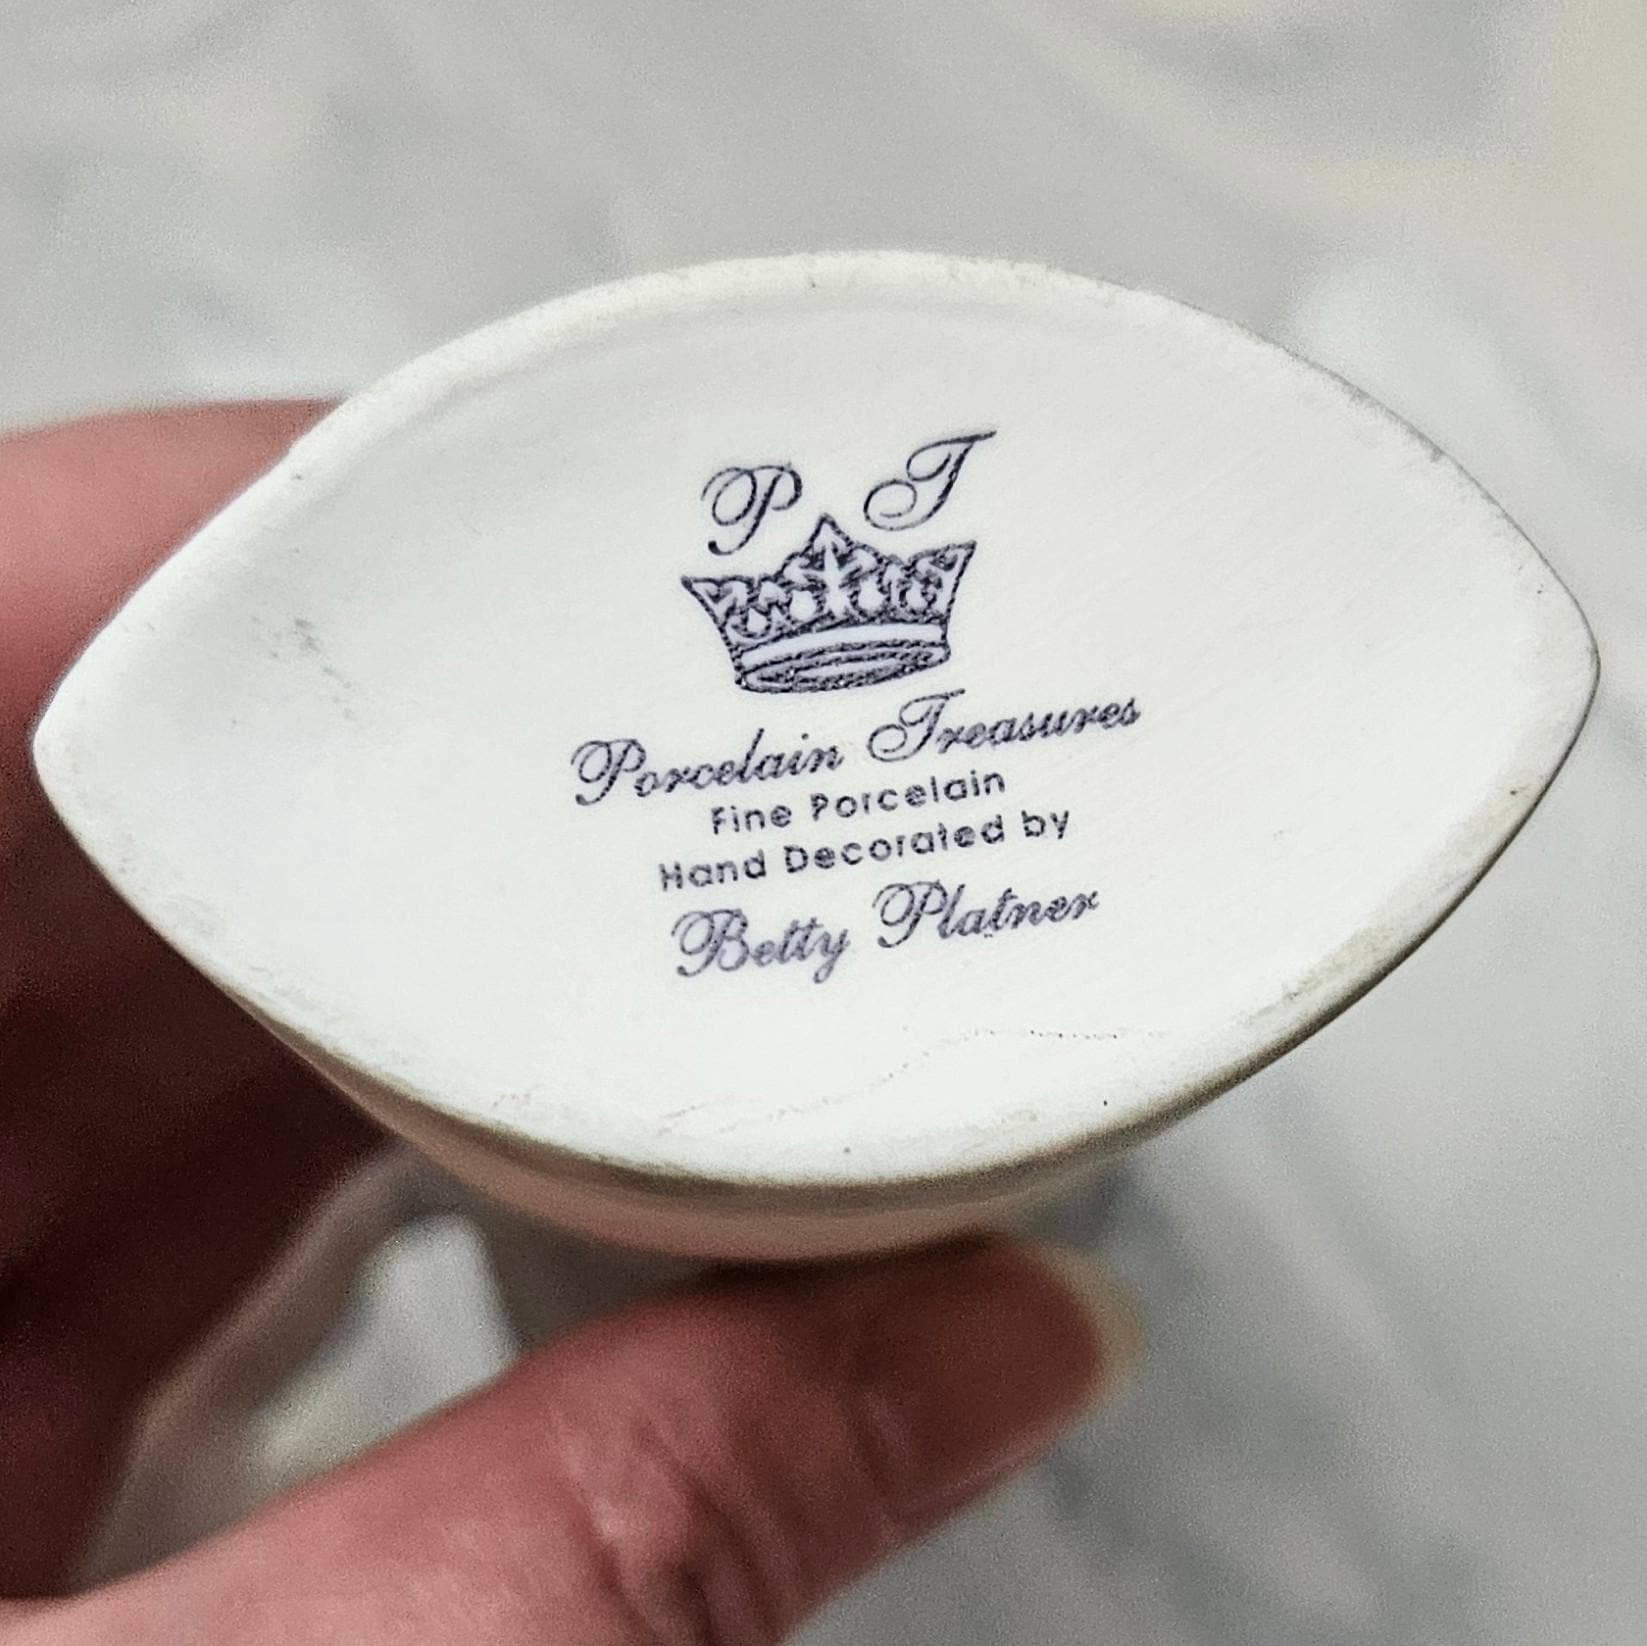 P T
Porcelain Treasures
Fine Porcelain
Hand Decorated by
Betty Platner